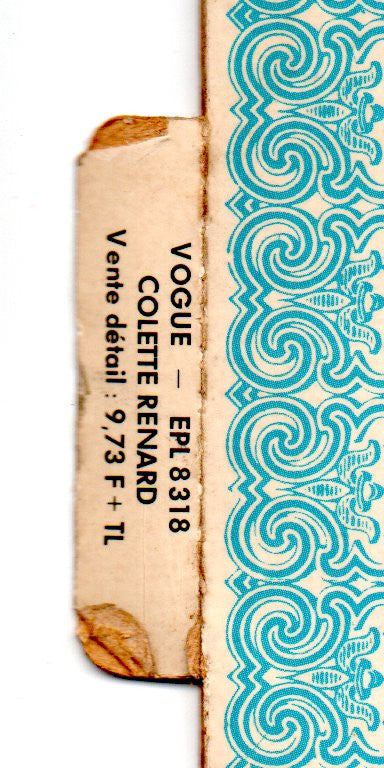 VOGUE — EPL 8318
COLETTE RENARD
Vente détail : 9,73 F + TL